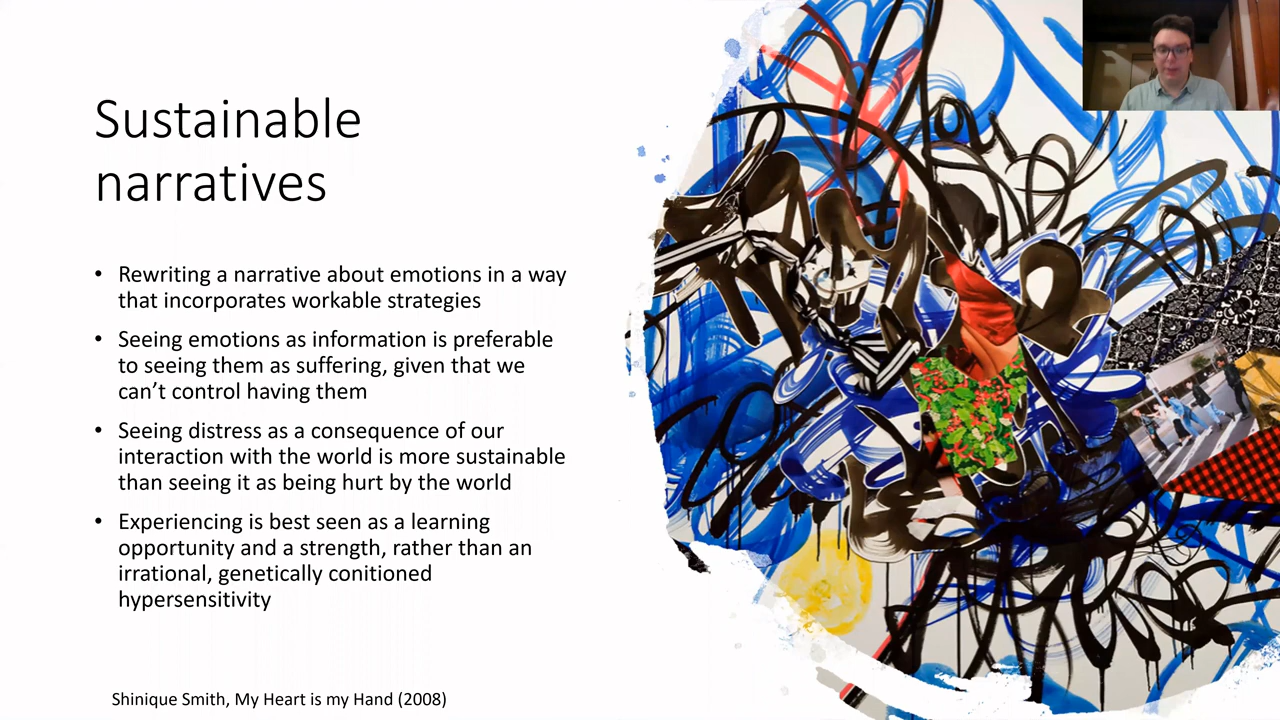 Sustainable
narratives
• Rewriting a narrative about emotions in a way
that incorporates workable strategies
• Seeing emotions as information is preferable
to seeing them as suffering, given that we
can’t control having them
• Seeing distress as a consequence of our
interaction with the world is more sustainable
than seeing it as being hurt by the world
• Experiencing is best seen as a learning
opportunity and a strength, rather than an
irrational, genetically conitioned
hypersensitivity
Shinique Smith, My Heart is my Hand (2008)